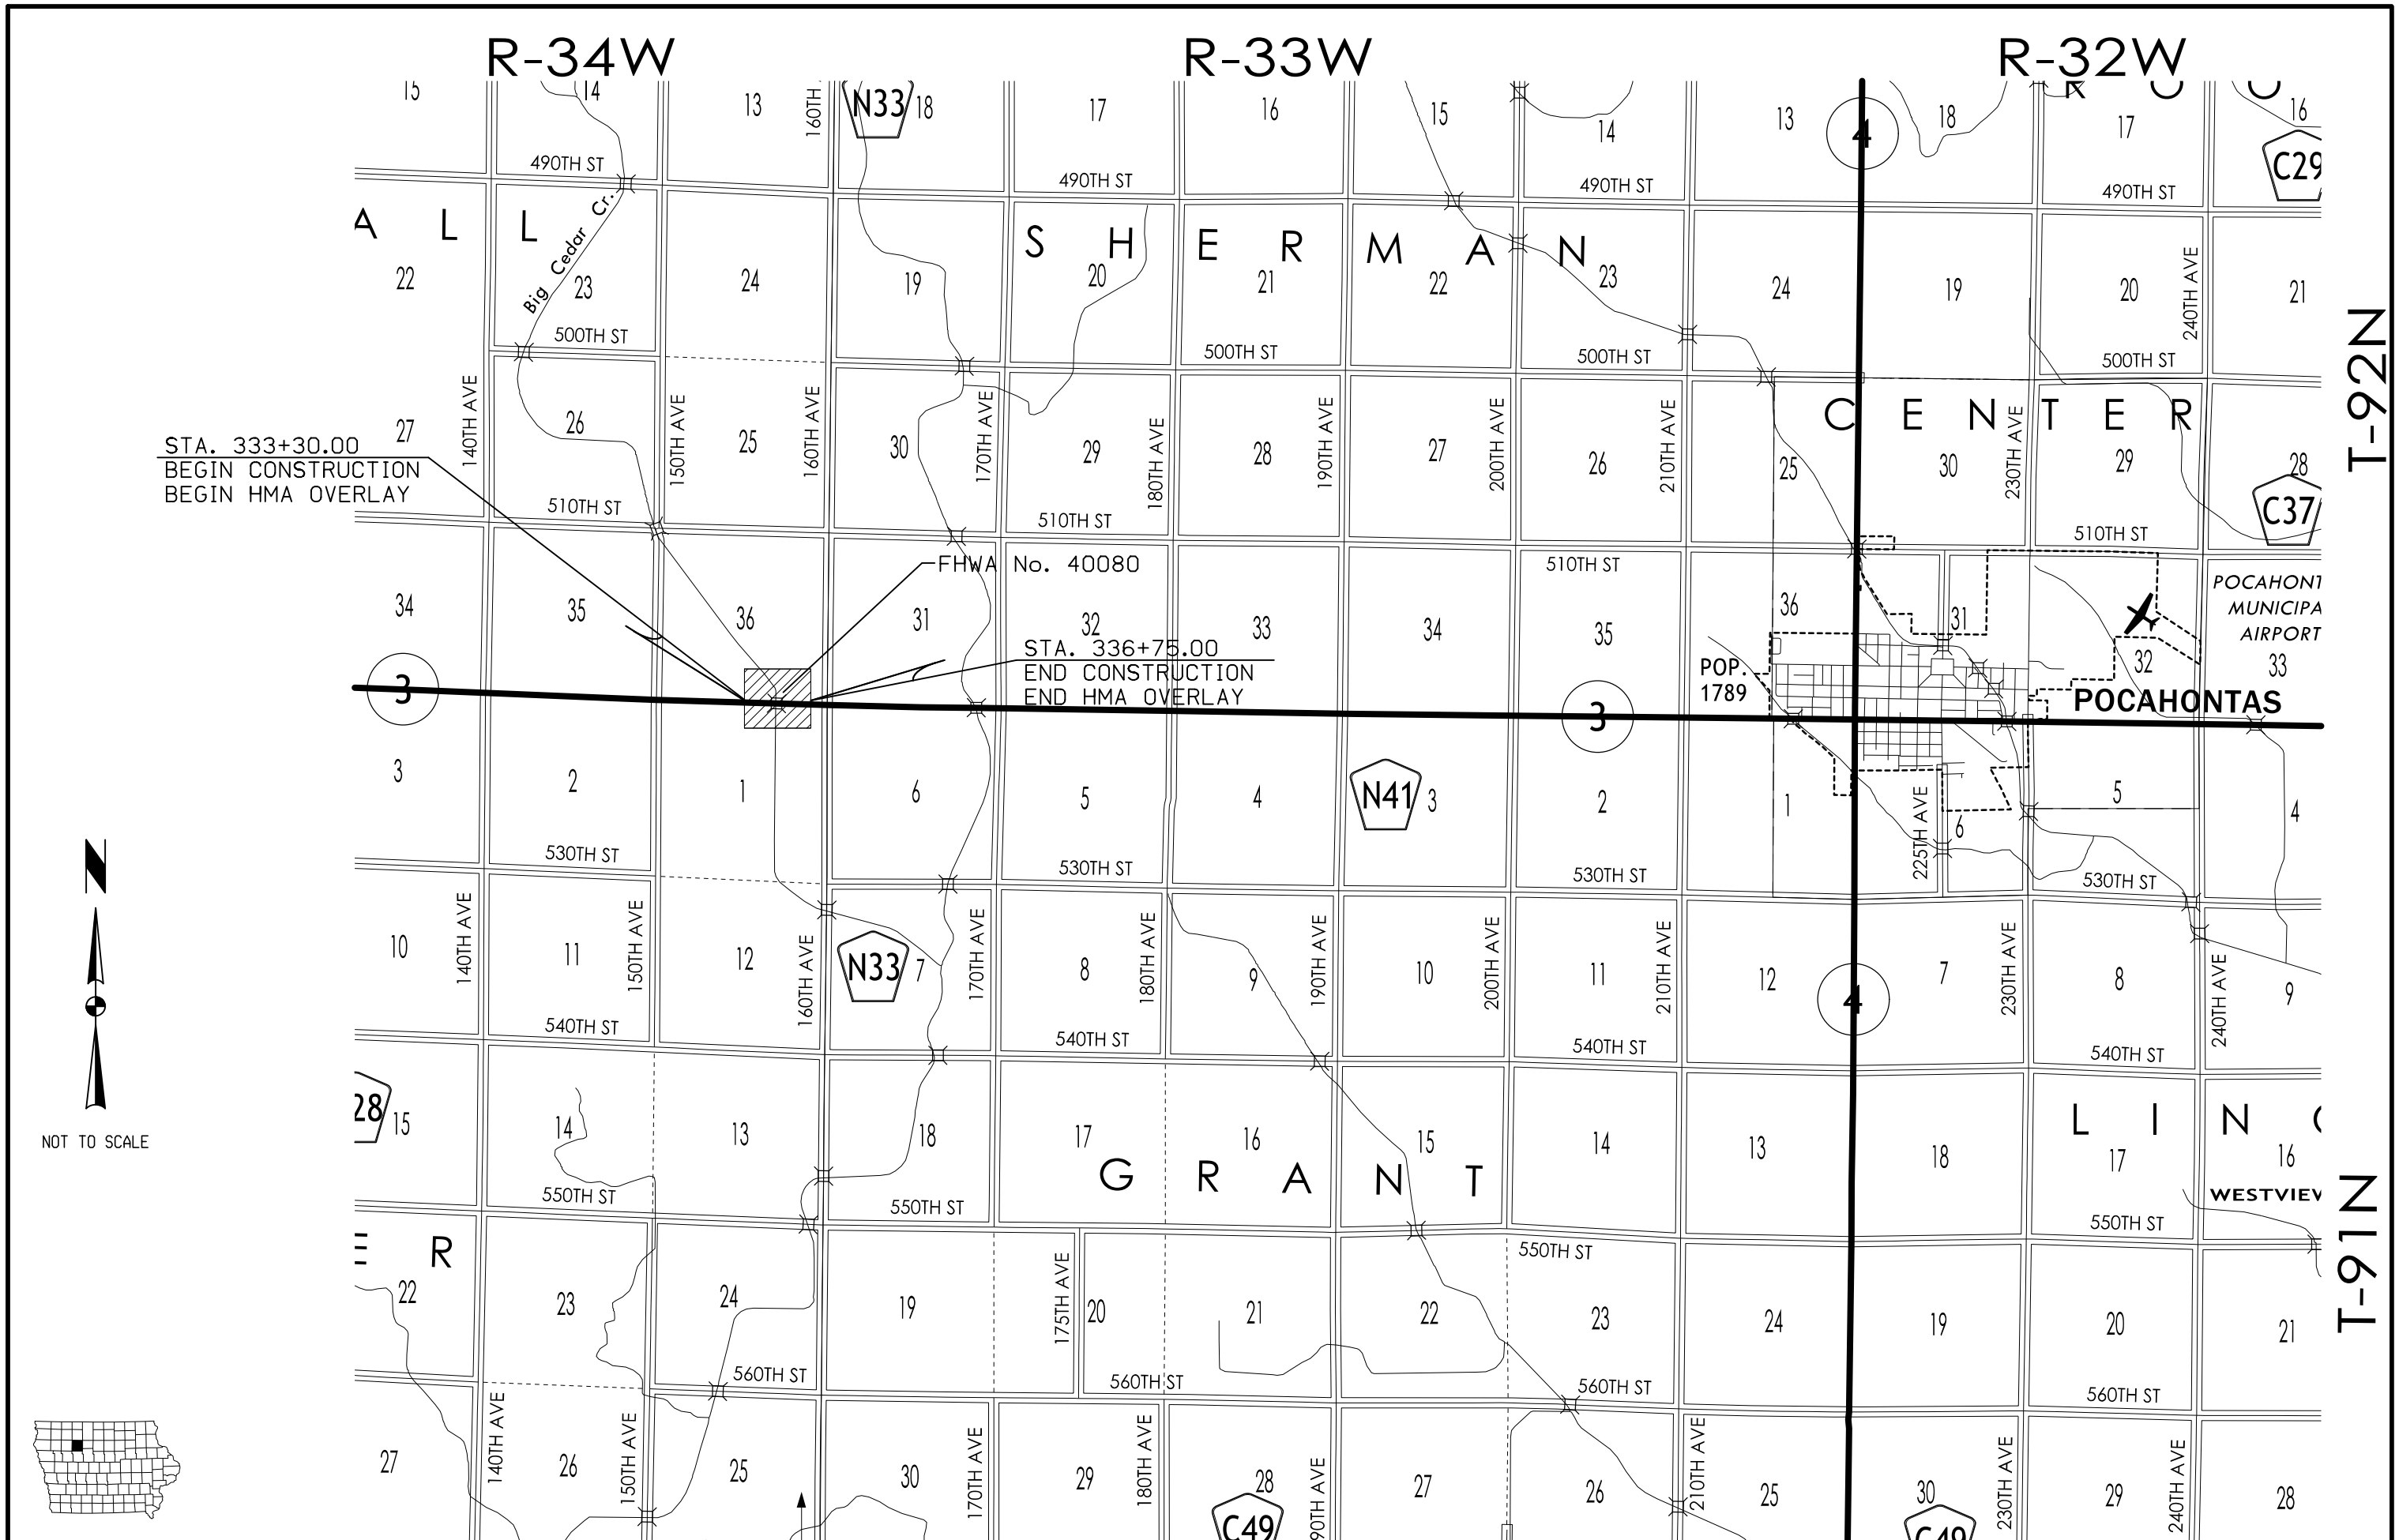 R-34W R-33W R-32W
15 14 13 160TH N33 18 17 16 15 14 13 4 18 17 16
490TH ST 490TH ST 490TH ST 490TH ST C29
A L L S H E R M A N
Big Cedar Cr.
22 23 24 19 20 21 22 23 24 19 20 240TH AVE 21
500TH ST 500TH ST 500TH ST 500TH ST
T-92N
C E N T E R
27 140TH AVE 26 150TH AVE 25 160TH AVE 30 170TH AVE 29 180TH AVE 28 190TH AVE 27 200TH AVE 26 210TH AVE 25 30 230TH AVE 29 28
STA. 333+30.00
BEGIN CONSTRUCTION
BEGIN HMA OVERLAY
C37
510TH ST 510TH ST 510TH ST
FHWA No. 40080
510TH ST
34 35 36 31 32 33 34 35 36 31 32 33
POCAHONT
MUNICIPA
AIRPORT
STA. 336+75.00
END CONSTRUCTION
END HMA OVERLAY
POP.
1789
POCAHONTAS
3 3
3 2 1 6 5 4 N41 3 2 1 225TH AVE 6 5 4
530TH ST 530TH ST 530TH ST 530TH ST
N
10 140TH AVE 11 150TH AVE 12 160TH AVE N33 7 170TH AVE 8 180TH AVE 9 190TH AVE 10 200TH AVE 11 210TH AVE 12 4 7 230TH AVE 8 240TH AVE 9
540TH ST 540TH ST 540TH ST 540TH ST
NOT TO SCALE
28 15 14 13 18 17 16 15 14 13 18 17 16
L I N
G R A N T
550TH ST 550TH ST 550TH ST
WESTVIEW
T-91N
E R
550TH ST
22 23 24 19 175TH AVE 20 21 22 23 24 19 20 21
560TH ST 560TH ST 560TH ST 560TH ST
27 140TH AVE 26 150TH AVE 25 30 170TH AVE 29 180TH AVE 28 90TH AVE 27 26 210TH AVE 25 30 230TH AVE 29 240TH AVE 28
C49 C49